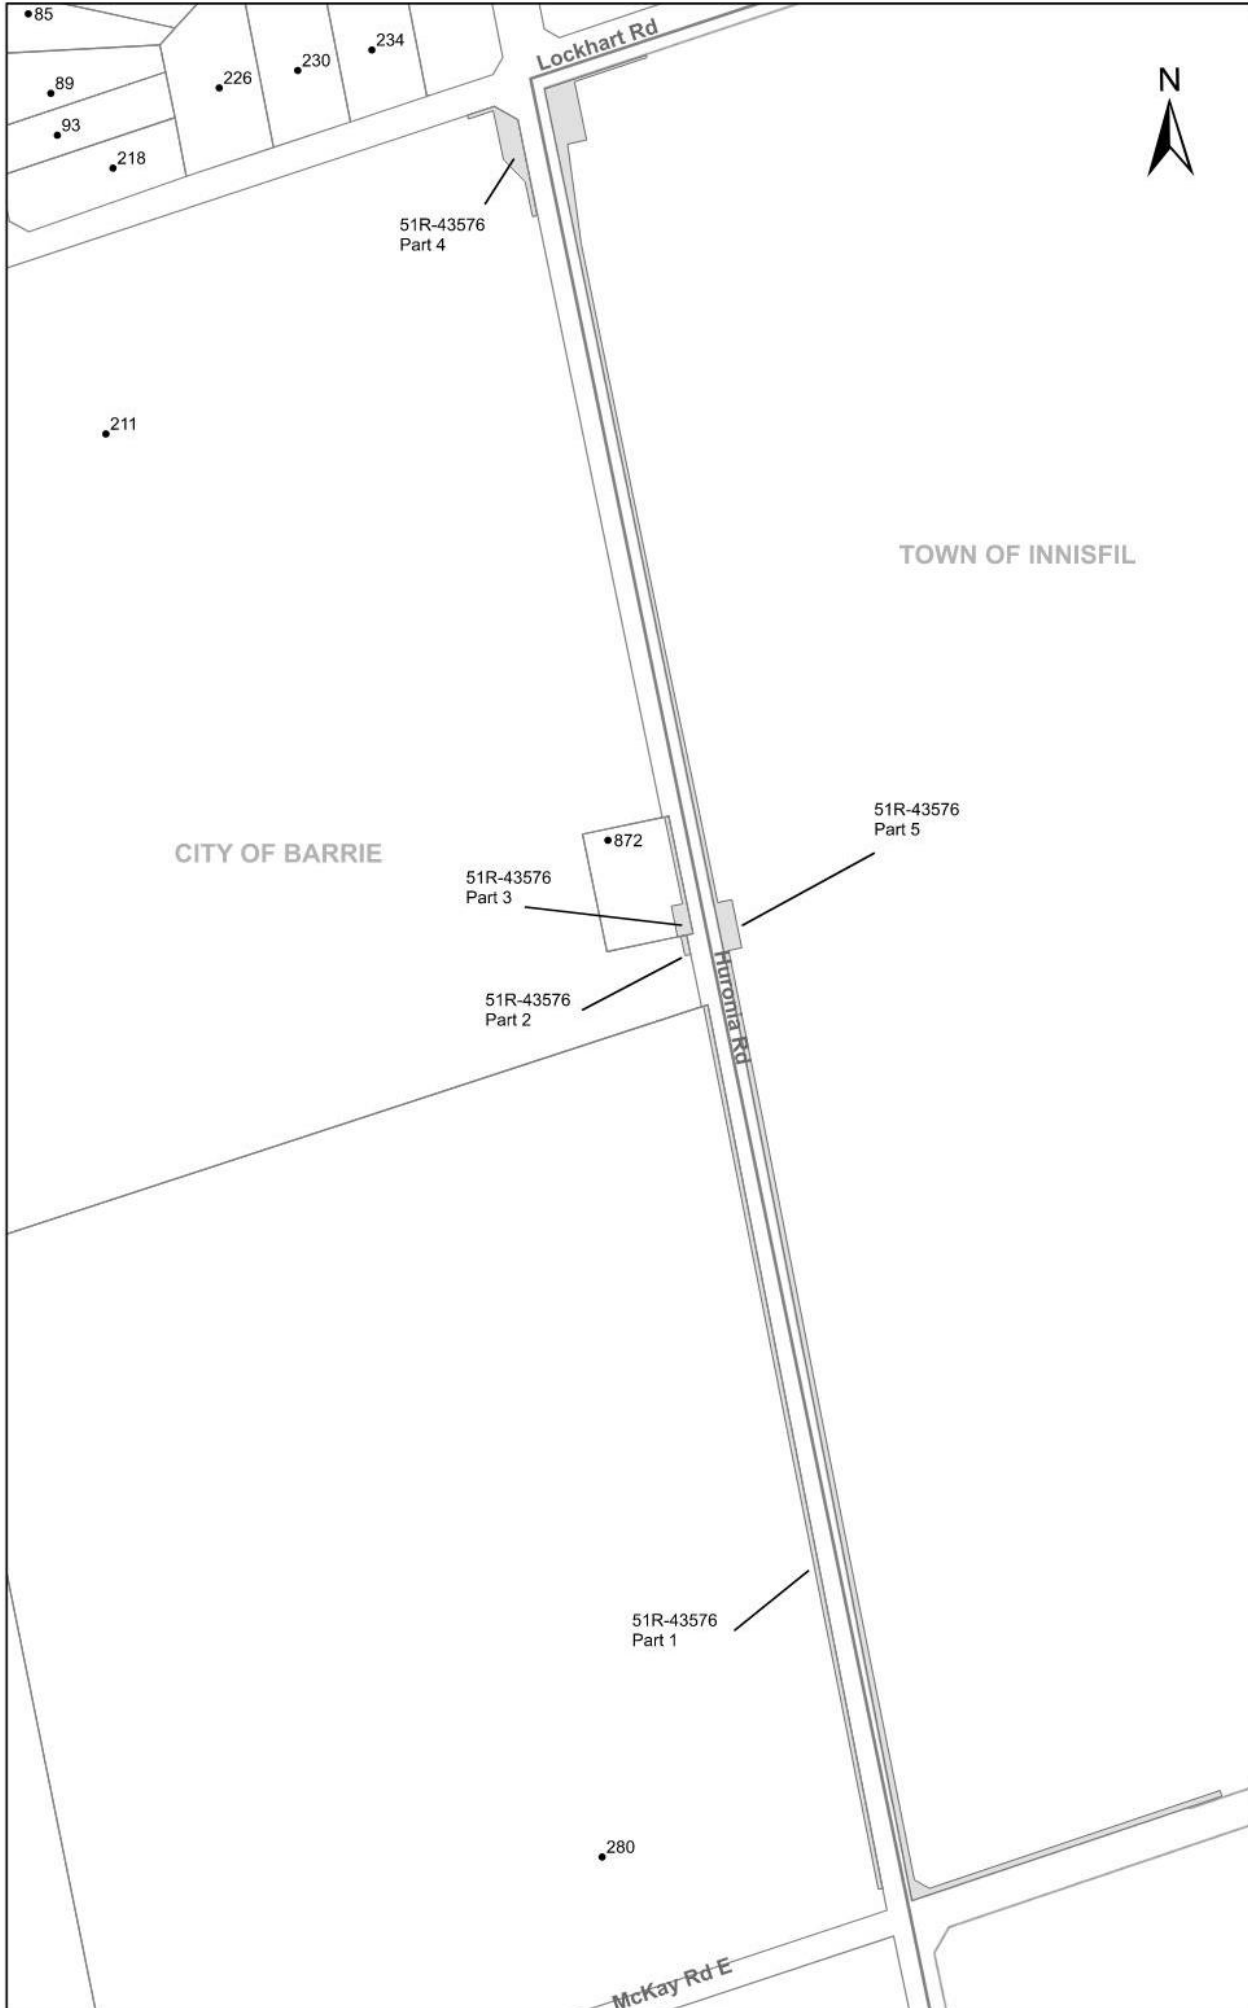 85
Lockhart Rd
234
230
226
N
89
93
218
51R-43576
Part 4
211
TOWN OF INNISFIL
51R-43576
Part 5
872
CITY OF BARRIE
51R-43576
Part 3
Huronia Rd
51R-43576
Part 2
51R-43576
Part 1
280
McKay Rd E